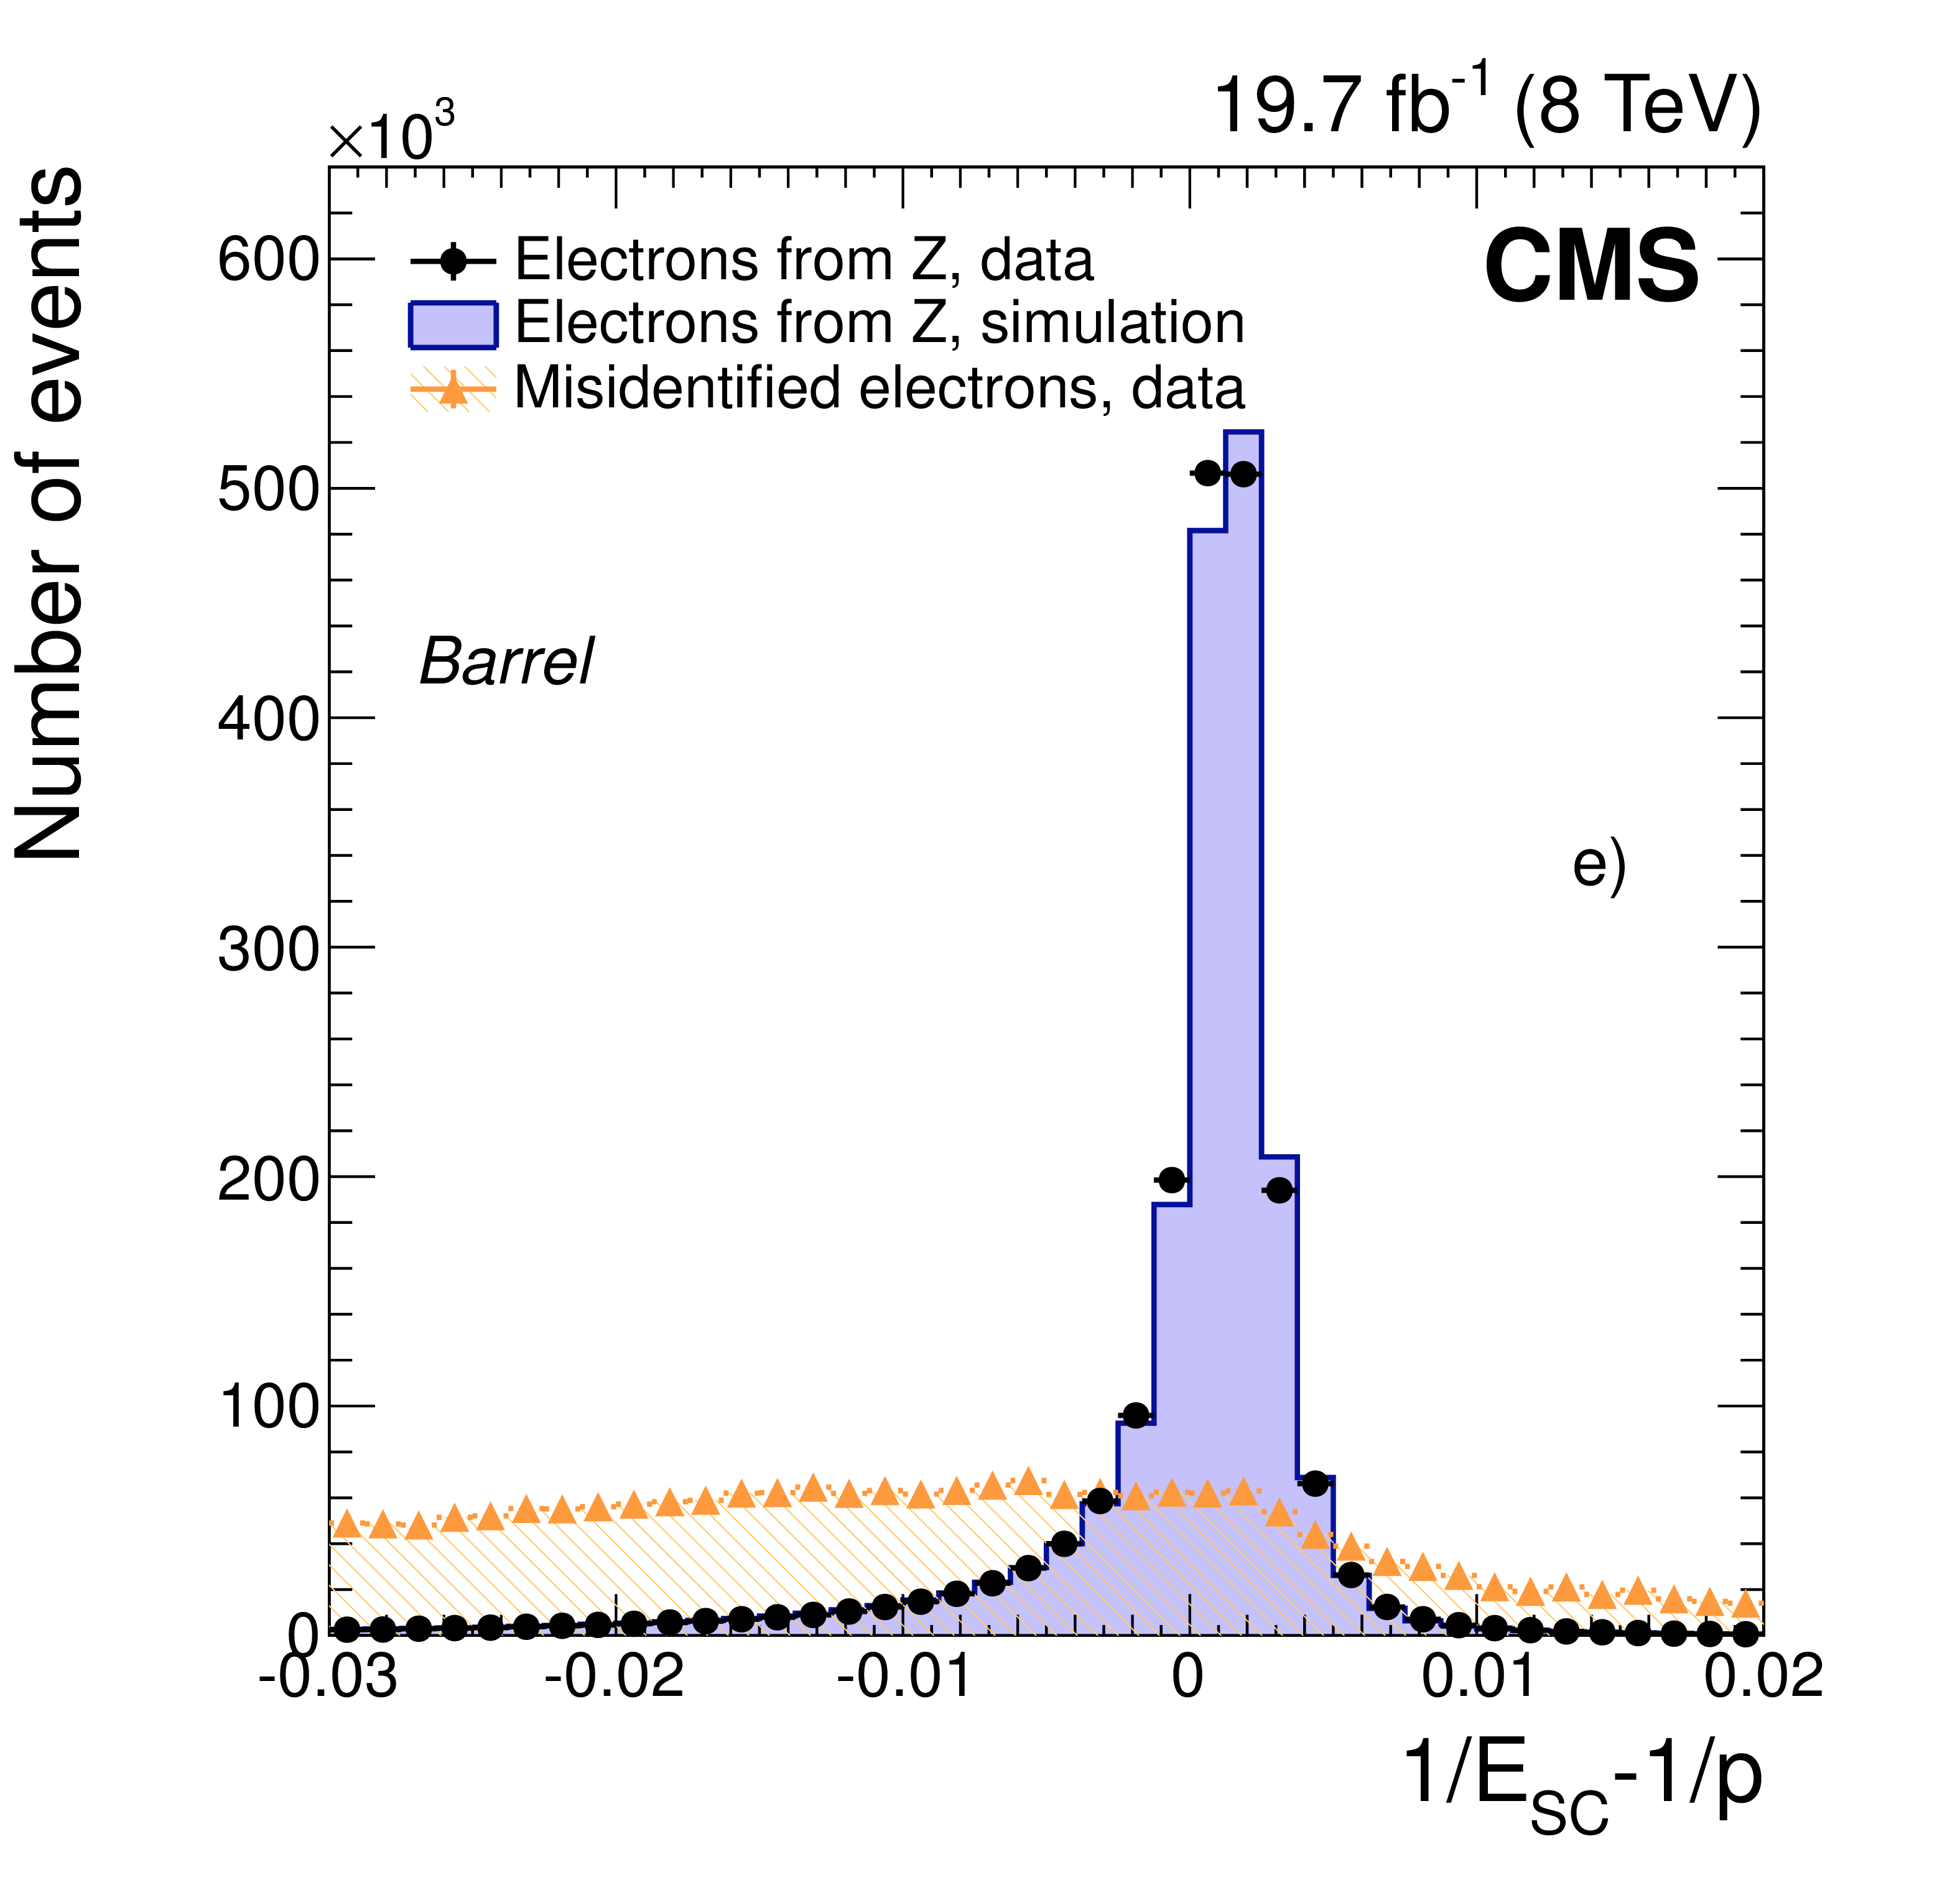 19.7 fb⁻¹ (8 TeV)
×10³
Number of events
CMS
Electrons from Z, data
Electrons from Z, simulation
Misidentified electrons, data
Barrel
e)
600
500
400
300
200
100
0
-0.03 -0.02 -0.01 0 0.01 0.02
1/E_SC-1/p